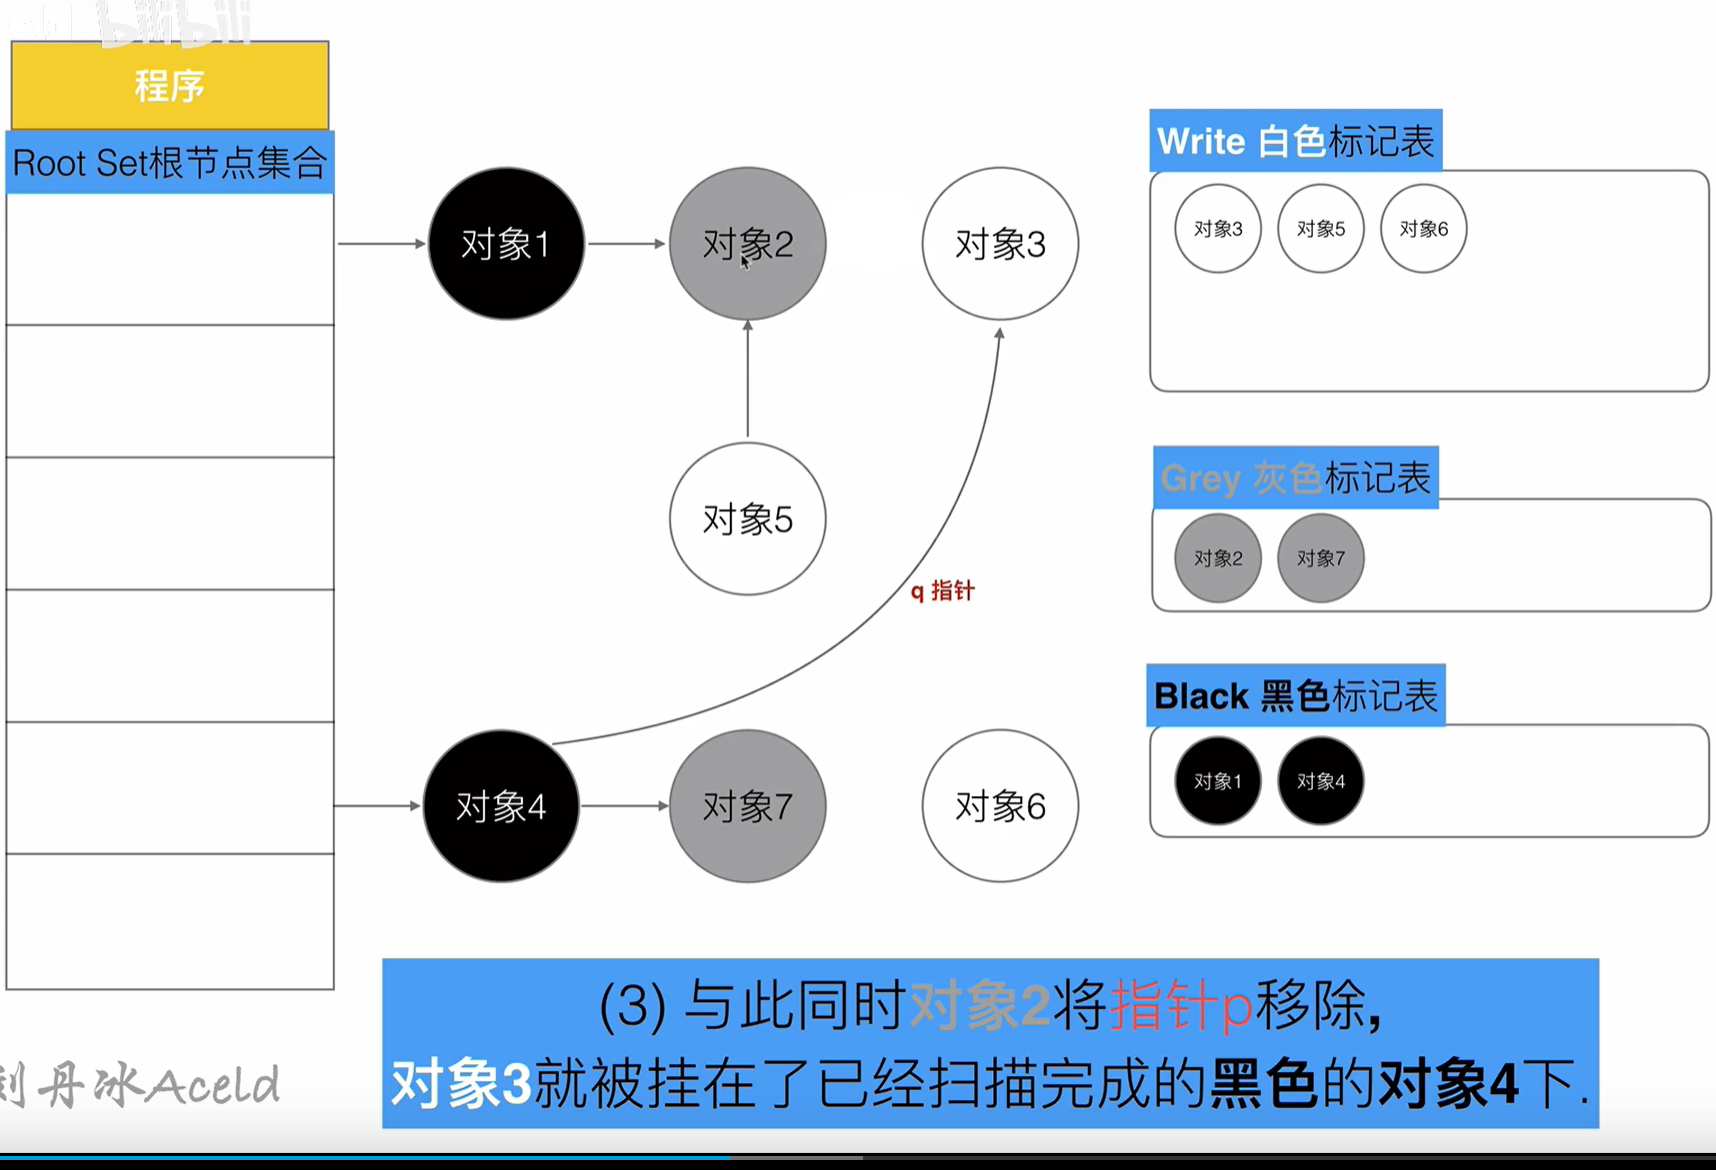 bilibili
程序
Root Set根节点集合
对象1
对象2
对象3
对象5
q 指针
对象4
对象7
对象6
Write 白色标记表
对象3 对象5 对象6
Grey 灰色标记表
对象2 对象7
Black 黑色标记表
对象1 对象4
(3) 与此同时对象2将指针p移除,
对象3就被挂在了已经扫描完成的黑色的对象4下.
刘丹冰Aceld